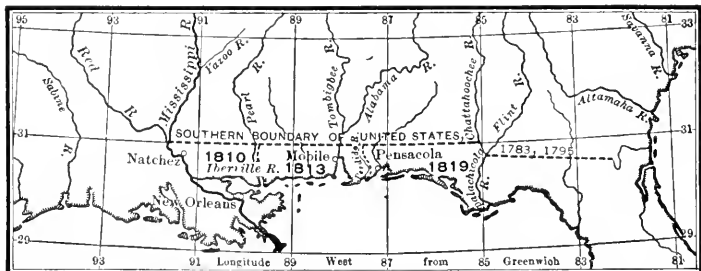 95 93 91 89 87 85 83 81
33 33
Sabine R.
Red R.
Mississippi R.
Yazoo R.
Pearl R.
Tombigbee R.
Alabama R.
Chattahoochee R.
Flint R.
Altamaha R.
Savanna R.
31 SOUTHERN BOUNDARY OF UNITED STATES, 1783, 1795 31
Natchez 1810 Mobile Pensacola
Iberville R. 1813 1819
Perdido R.
Apalachicola R.
New Orleans
29 29
93 91 Longitude 89 West 87 from 85 Greenwich 83 81